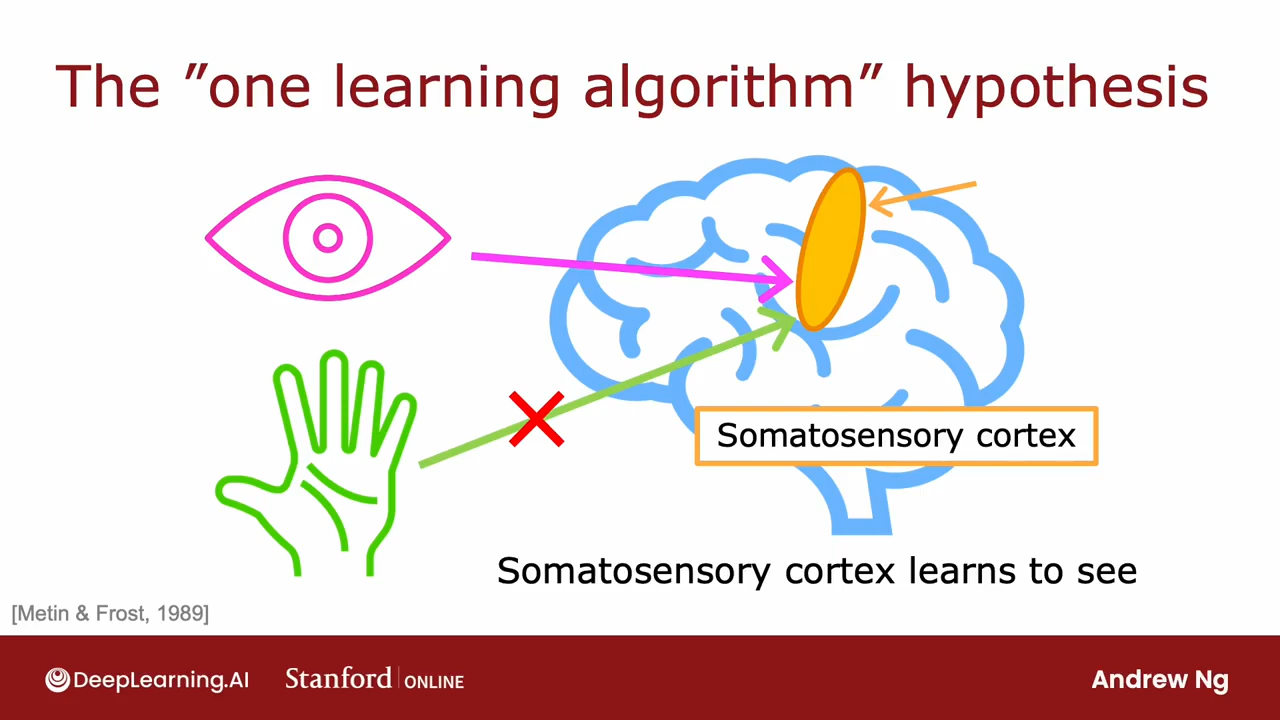 The ”one learning algorithm” hypothesis
Somatosensory cortex
Somatosensory cortex learns to see
[Metin & Frost, 1989]
DeepLearning.AI
Stanford | ONLINE
Andrew Ng